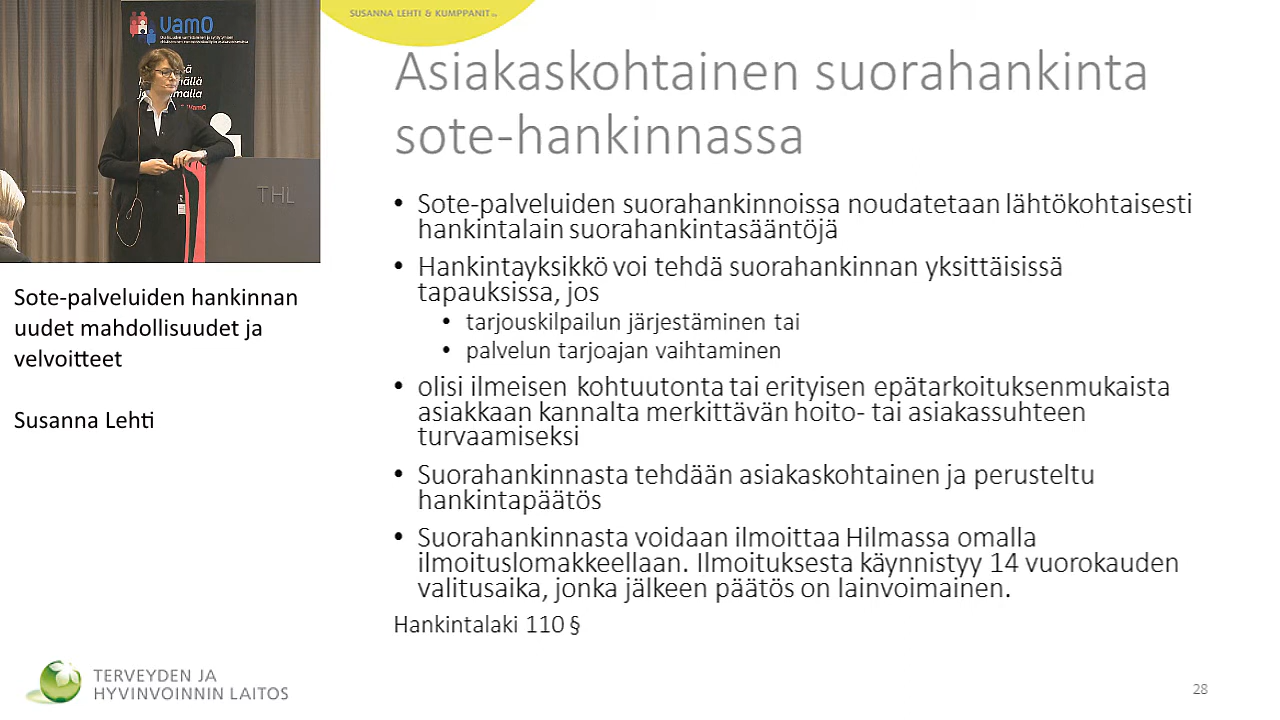 SUSANNA LEHTI & KUMPPANIT
VamO
THL
Sote-palveluiden hankinnan
uudet mahdollisuudet ja
velvoitteet
Susanna Lehti
Asiakaskohtainen suorahankinta
sote-hankinnassa
• Sote-palveluiden suorahankinnoissa noudatetaan lähtökohtaisesti
hankintalain suorahankintasääntöjä
• Hankintayksikkö voi tehdä suorahankinnan yksittäisissä
tapauksissa, jos
• tarjouskilpailun järjestäminen tai
• palvelun tarjoajan vaihtaminen
• olisi ilmeisen kohtuutonta tai erityisen epätarkoituksenmukaista
asiakkaan kannalta merkittävän hoito- tai asiakassuhteen
turvaamiseksi
• Suorahankinnasta tehdään asiakaskohtainen ja perusteltu
hankintapäätös
• Suorahankinnasta voidaan ilmoittaa Hilmassa omalla
ilmoituslomakkeellaan. Ilmoituksesta käynnistyy 14 vuorokauden
valitusaika, jonka jälkeen päätös on lainvoimainen.
Hankintalaki 110 §
TERVEYDEN JA
HYVINVOINNIN LAITOS
28